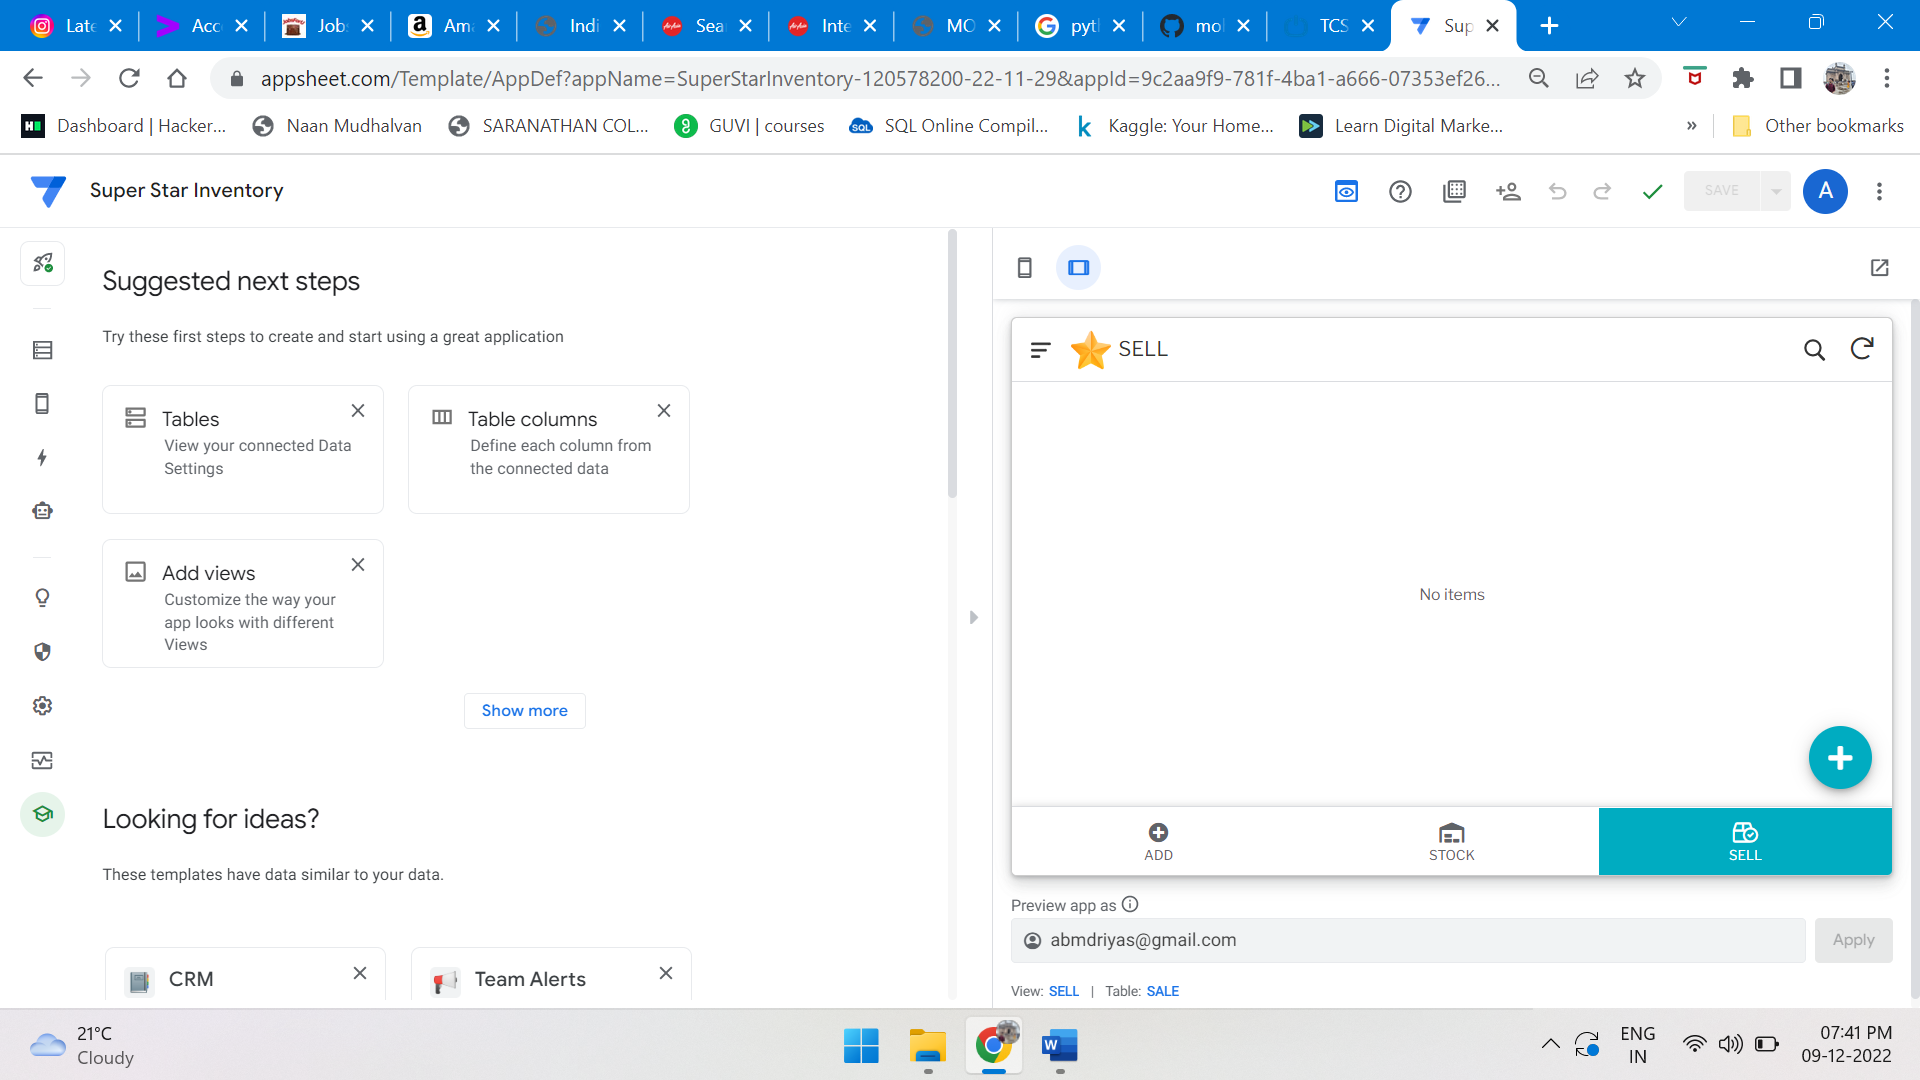 Late
Acc
Job
Ama
Indi
Sea
Inte
MO
pyth
mol
TCS
Sup
appsheet.com/Template/AppDef?appName=SuperStarInventory-120578200-22-11-29&appId=9c2aa9f9-781f-4ba1-a666-07353ef26...
Dashboard | Hacker...
Naan Mudhalvan
SARANATHAN COL...
GUVI | courses
SQL Online Compil...
Kaggle: Your Home...
Learn Digital Marke...
»
Other bookmarks
Super Star Inventory
SAVE
A
Suggested next steps
Try these first steps to create and start using a great application
Tables
View your connected Data
Settings
Table columns
Define each column from
the connected data
Add views
Customize the way your
app looks with different
Views
Show more
Looking for ideas?
These templates have data similar to your data.
CRM
Team Alerts
SELL
No items
ADD
STOCK
SELL
Preview app as
abmdriyas@gmail.com
Apply
View: SELL | Table: SALE
21°C
Cloudy
ENG
IN
07:41 PM
09-12-2022